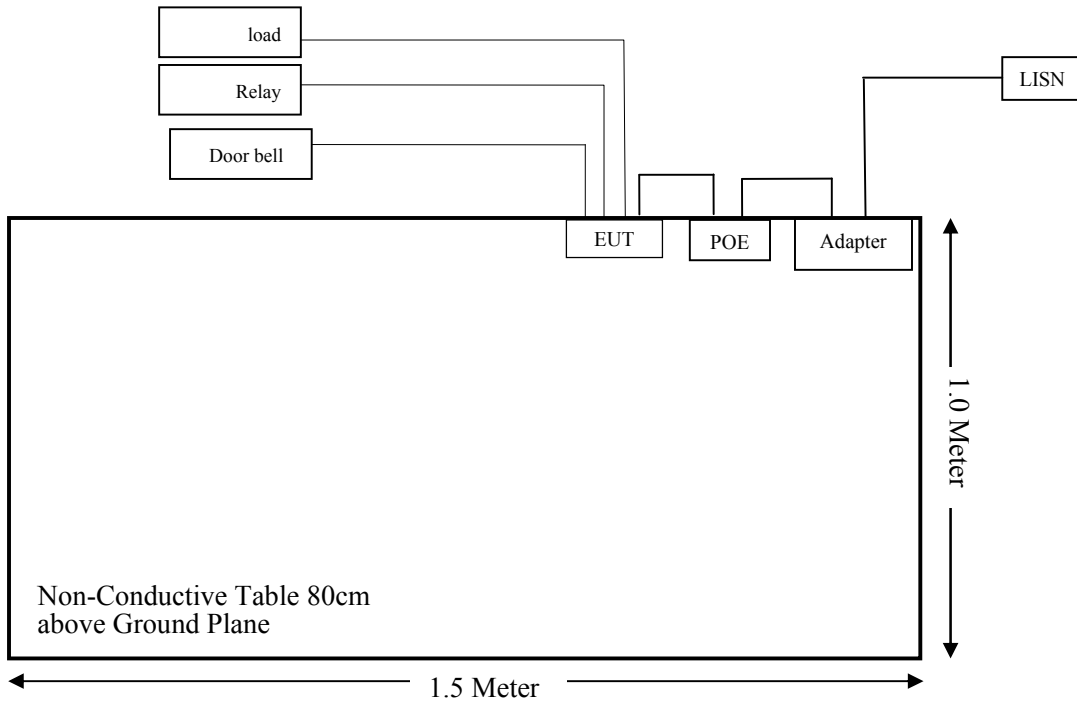 load
Relay
LISN
Door bell
EUT
POE
Adapter
1.0 Meter
Non-Conductive Table 80cm
above Ground Plane
1.5 Meter